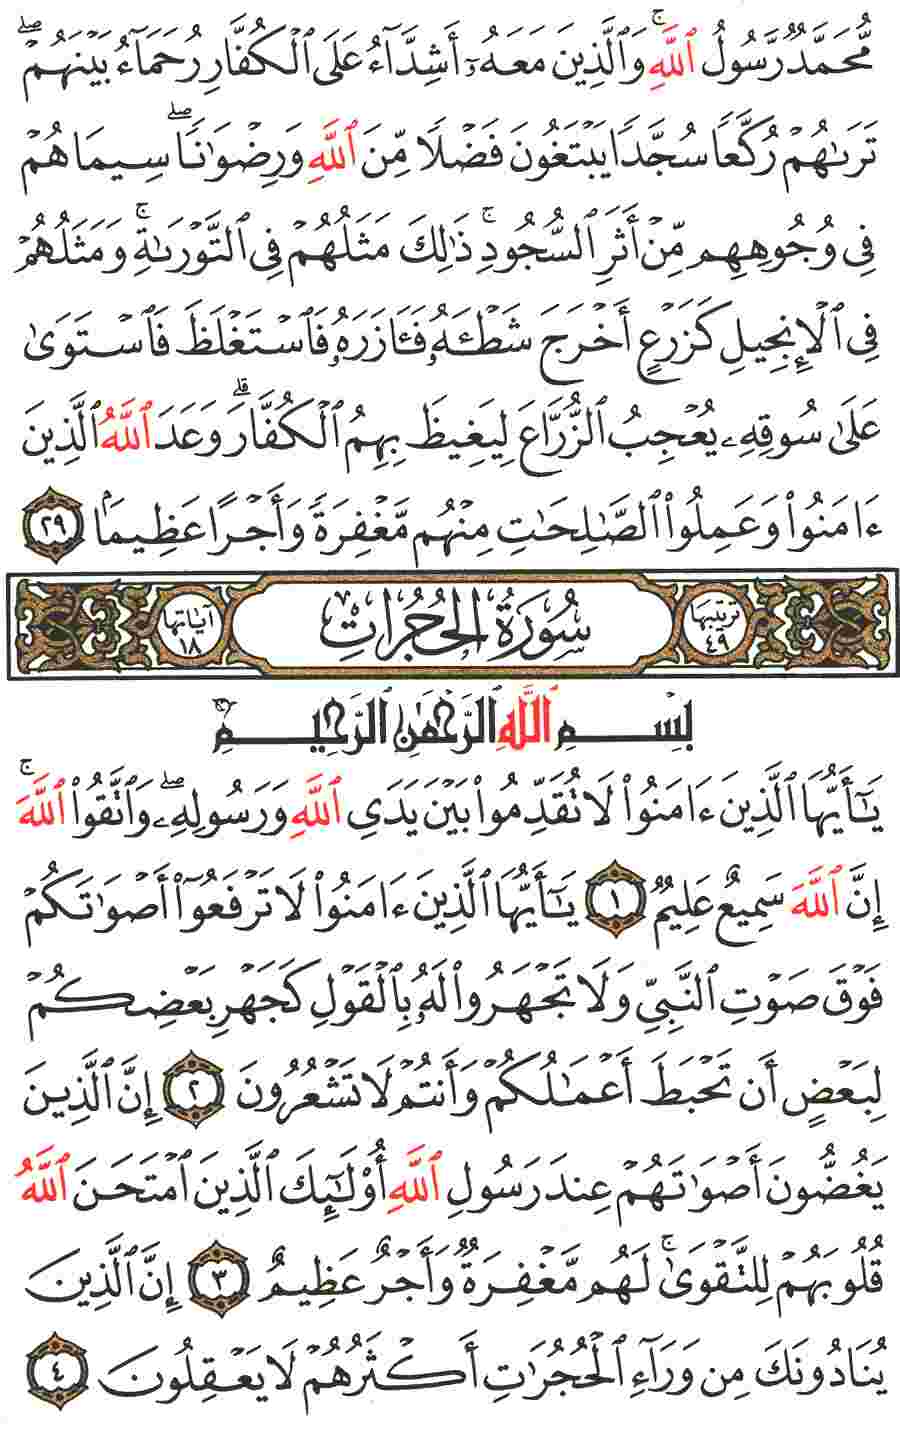 مُّحَمَّدٌ رَّسُولُ ٱللَّهِۚ وَٱلَّذِينَ مَعَهُۥٓ أَشِدَّآءُ عَلَى ٱلْكُفَّارِ رُحَمَآءُ بَيْنَهُمْۖ
تَرَىٰهُمْ رُكَّعًا سُجَّدًا يَبْتَغُونَ فَضْلًا مِّنَ ٱللَّهِ وَرِضْوَٰنًاۖ سِيمَاهُمْ
فِى وُجُوهِهِم مِّنْ أَثَرِ ٱلسُّجُودِۚ ذَٰلِكَ مَثَلُهُمْ فِى ٱلتَّوْرَىٰةِۚ وَمَثَلُهُمْ
فِى ٱلْإِنجِيلِ كَزَرْعٍ أَخْرَجَ شَطْـَٔهُۥ فَـَٔازَرَهُۥ فَٱسْتَغْلَظَ فَٱسْتَوَىٰ
عَلَىٰ سُوقِهِۦ يُعْجِبُ ٱلزُّرَّاعَ لِيَغِيظَ بِهِمُ ٱلْكُفَّارَۗ وَعَدَ ٱللَّهُ ٱلَّذِينَ
ءَامَنُوا۟ وَعَمِلُوا۟ ٱلصَّٰلِحَٰتِ مِنْهُم مَّغْفِرَةً وَأَجْرًا عَظِيمًۢا ٢٩
ترتيبها ٤٩ سُورَةُ الحُجُرَاتِ آياتها ١٨
بِسْمِ ٱللَّهِ ٱلرَّحْمَٰنِ ٱلرَّحِيمِ
يَٰٓأَيُّهَا ٱلَّذِينَ ءَامَنُوا۟ لَا تُقَدِّمُوا۟ بَيْنَ يَدَىِ ٱللَّهِ وَرَسُولِهِۦۖ وَٱتَّقُوا۟ ٱللَّهَۚ
إِنَّ ٱللَّهَ سَمِيعٌ عَلِيمٌ ١ يَٰٓأَيُّهَا ٱلَّذِينَ ءَامَنُوا۟ لَا تَرْفَعُوٓا۟ أَصْوَٰتَكُمْ
فَوْقَ صَوْتِ ٱلنَّبِىِّ وَلَا تَجْهَرُوا۟ لَهُۥ بِٱلْقَوْلِ كَجَهْرِ بَعْضِكُمْ
لِبَعْضٍ أَن تَحْبَطَ أَعْمَٰلُكُمْ وَأَنتُمْ لَا تَشْعُرُونَ ٢ إِنَّ ٱلَّذِينَ
يَغُضُّونَ أَصْوَٰتَهُمْ عِندَ رَسُولِ ٱللَّهِ أُو۟لَٰٓئِكَ ٱلَّذِينَ ٱمْتَحَنَ ٱللَّهُ
قُلُوبَهُمْ لِلتَّقْوَىٰۚ لَهُم مَّغْفِرَةٌ وَأَجْرٌ عَظِيمٌ ٣ إِنَّ ٱلَّذِينَ
يُنَادُونَكَ مِن وَرَآءِ ٱلْحُجُرَٰتِ أَكْثَرُهُمْ لَا يَعْقِلُونَ ٤